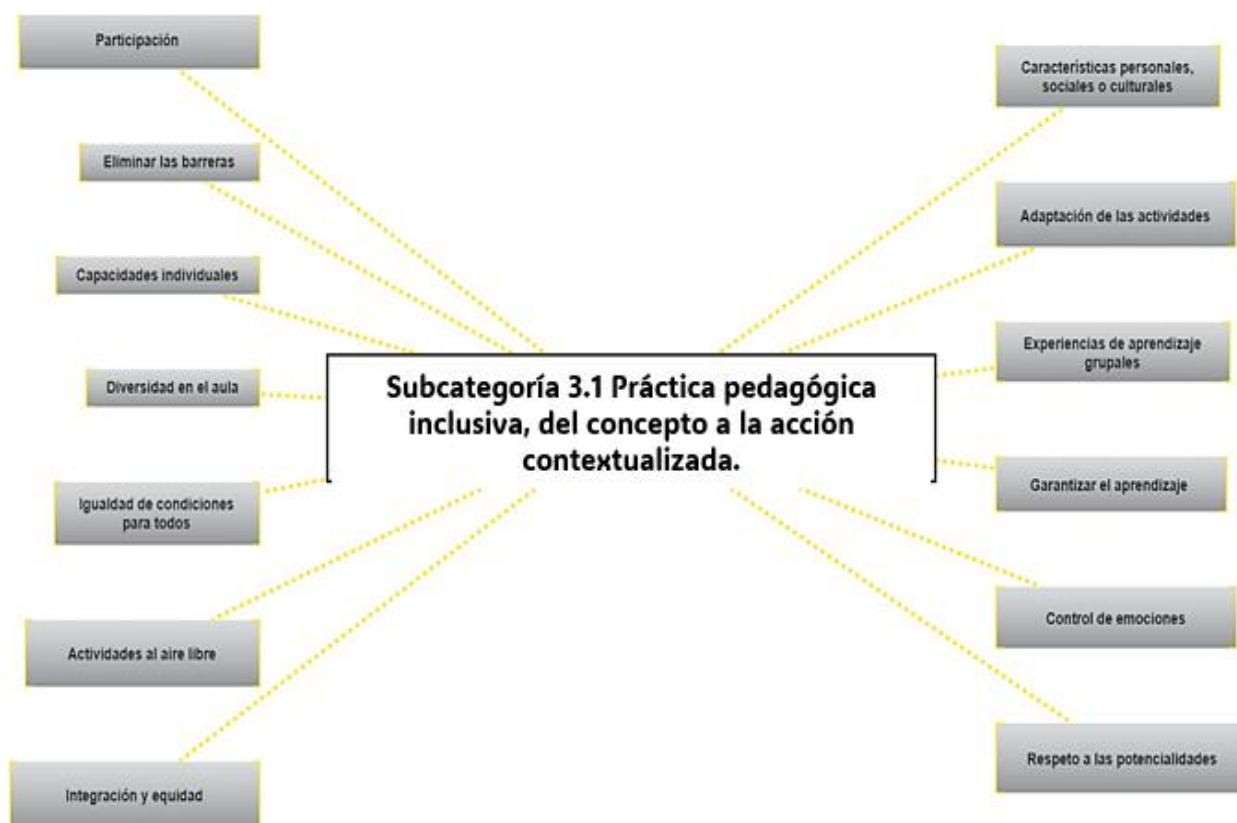 Participación
Eliminar las barreras
Capacidades individuales
Diversidad en el aula
Igualdad de condiciones
para todos
Actividades al aire libre
Integración y equidad
Subcategoría 3.1 Práctica pedagógica
inclusiva, del concepto a la acción
contextualizada.
Características personales,
sociales o culturales
Adaptación de las actividades
Experiencias de aprendizaje
grupales
Garantizar el aprendizaje
Control de emociones
Respeto a las potencialidades